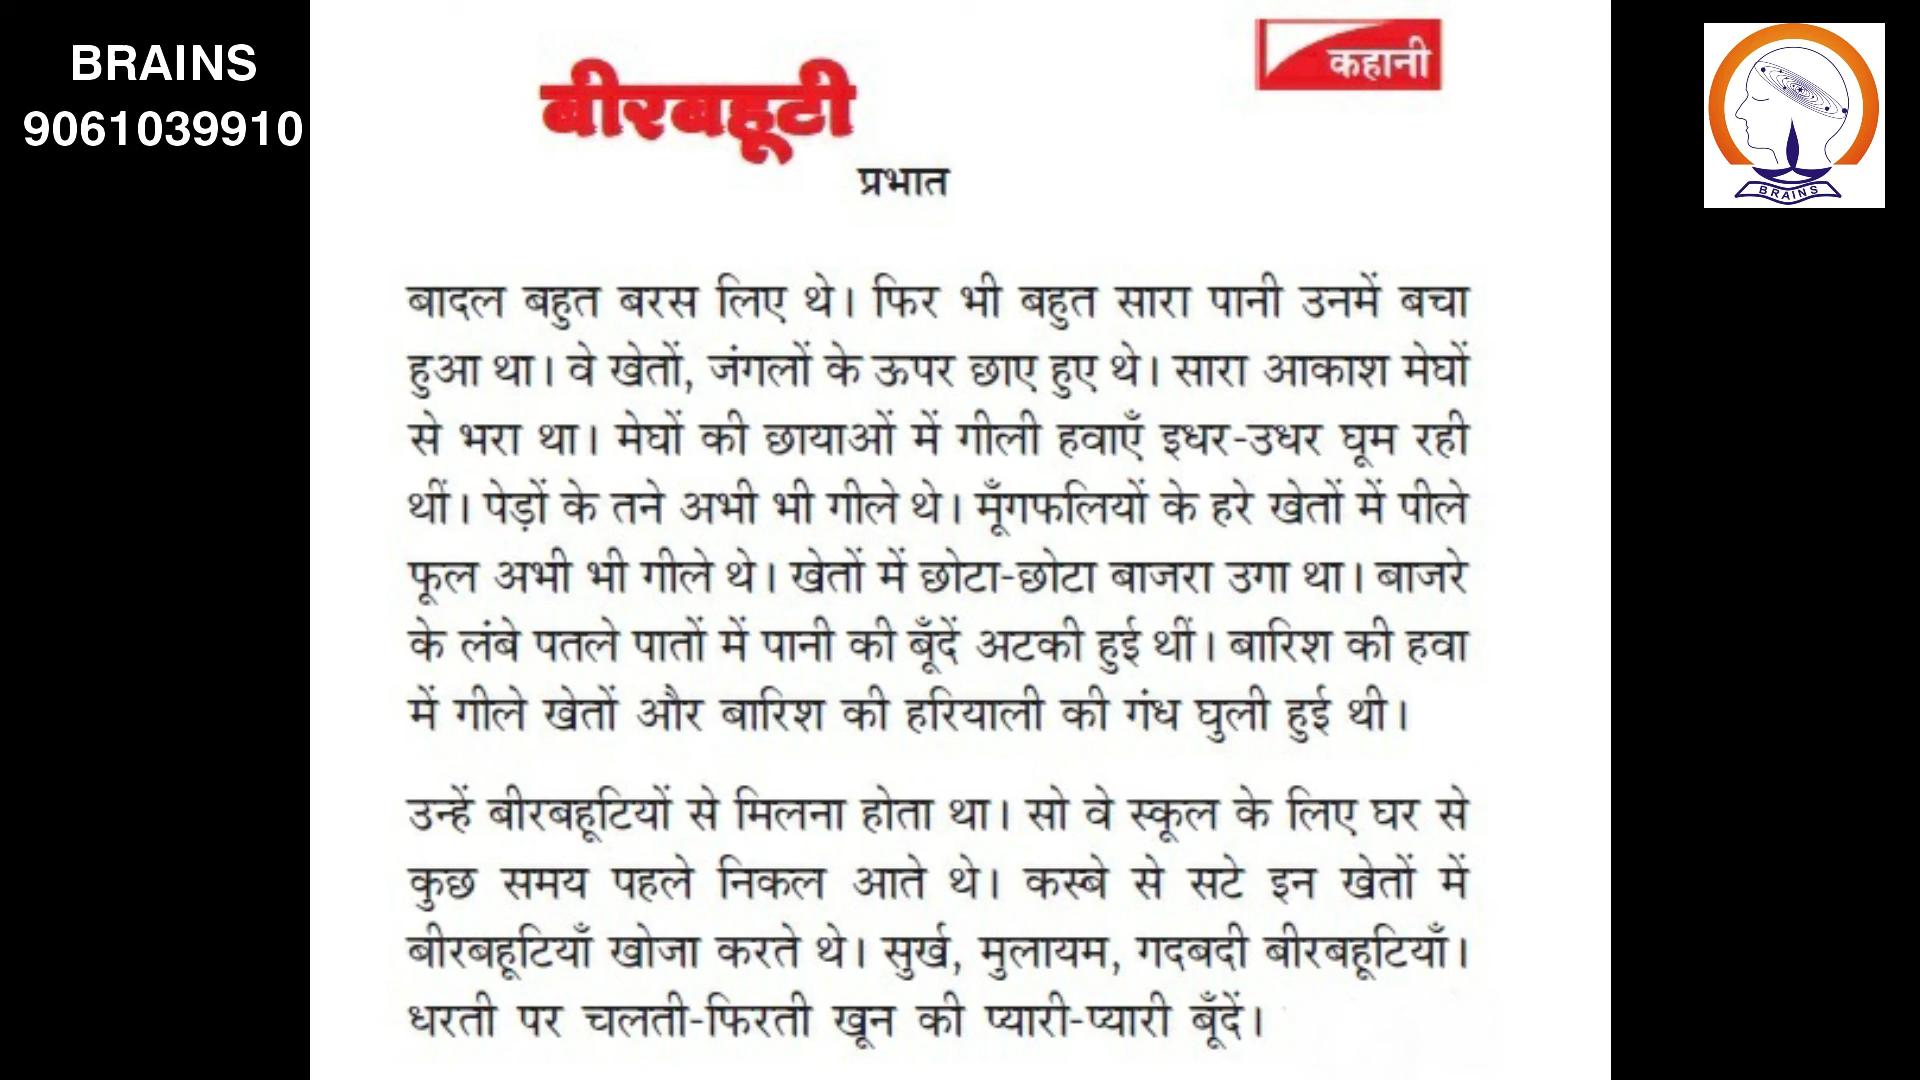 BRAINS
9061039910
कहानी
बीरबहूटी
प्रभात
BRAINS
बादल बहुत बरस लिए थे। फिर भी बहुत सारा पानी उनमें बचा
हुआ था। वे खेतों, जंगलों के ऊपर छाए हुए थे। सारा आकाश मेघों
से भरा था। मेघों की छायाओं में गीली हवाएँ इधर-उधर घूम रही
थीं। पेड़ों के तने अभी भी गीले थे। मूँगफलियों के हरे खेतों में पीले
फूल अभी भी गीले थे। खेतों में छोटा-छोटा बाजरा उगा था। बाजरे
के लंबे पतले पातों में पानी की बूँदें अटकी हुई थीं। बारिश की हवा
में गीले खेतों और बारिश की हरियाली की गंध घुली हुई थी।
उन्हें बीरबहूटियों से मिलना होता था। सो वे स्कूल के लिए घर से
कुछ समय पहले निकल आते थे। कस्बे से सटे इन खेतों में
बीरबहूटियाँ खोजा करते थे। सुर्ख, मुलायम, गदबदी बीरबहूटियाँ।
धरती पर चलती-फिरती खून की प्यारी-प्यारी बूँदें।